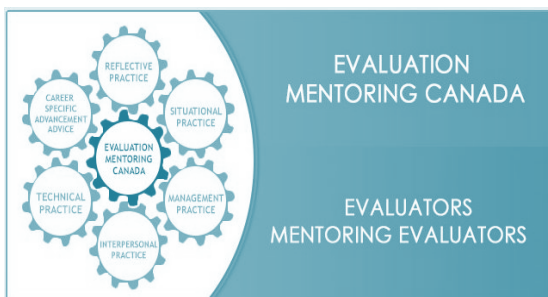 REFLECTIVE
PRACTICE
CAREER
SPECIFIC
ADVANCEMENT
ADVICE
SITUATIONAL
PRACTICE
EVALUATION
MENTORING
CANADA
TECHNICAL
PRACTICE
MANAGEMENT
PRACTICE
INTERPERSONAL
PRACTICE
EVALUATION
MENTORING CANADA
EVALUATORS
MENTORING EVALUATORS